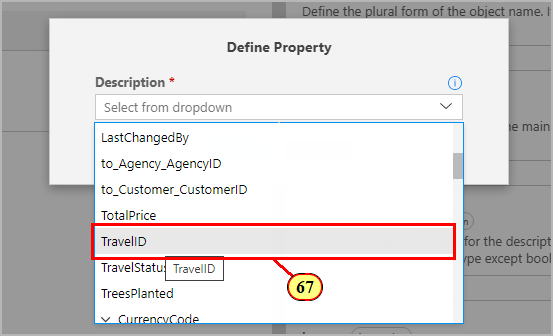 Define the plural form of the object name. I
Define Property
Description *
Select from dropdown
LastChangedBy
to_Agency_AgencyID
he main
to_Customer_CustomerID
TotalPrice
TravelID
for the descript
TravelStatus
TravelID
ype except bool
TreesPlanted
67
CurrencyCode